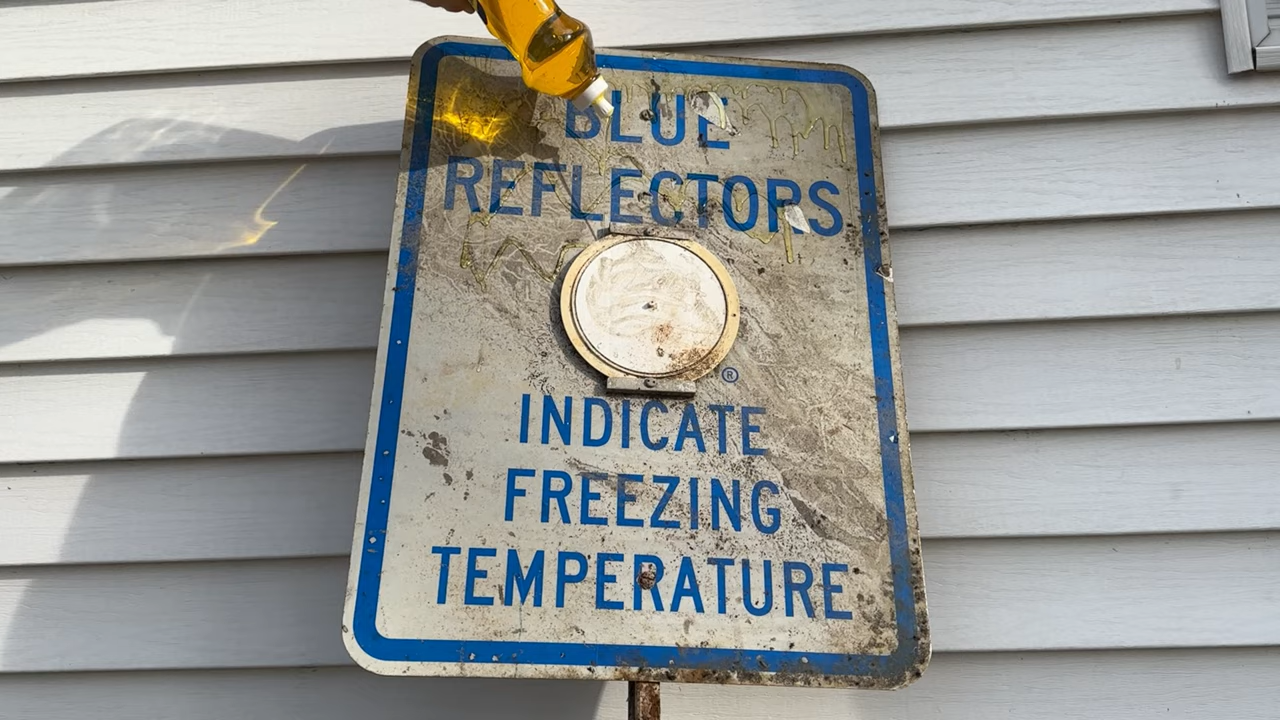 BLUE
REFLECTORS
®
INDICATE
FREEZING
TEMPERATURE